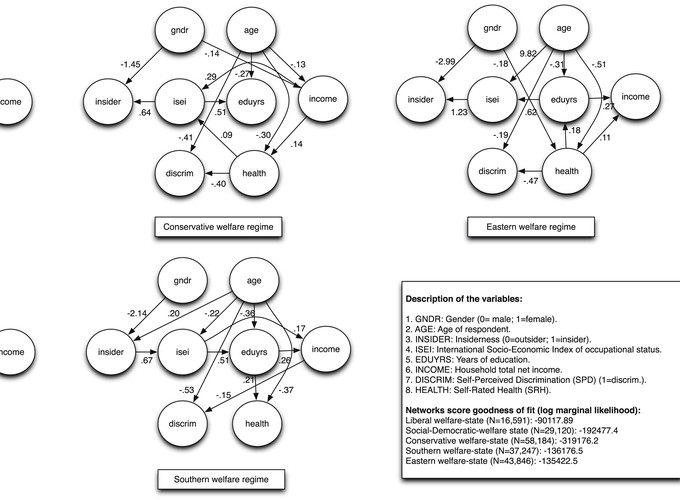 gndr age
-1.45 -.14 -.13
.29 -.27
come insider isei eduyrs income
.64 .51
-.41 .09 -.30 .14
discrim health
-.40
Conservative welfare regime
gndr age
-2.99 -.18 9.82 -.31 -.51
insider isei eduyrs income
1.23 .62 .27
-.19 .18 .11
discrim health
-.47
Eastern welfare regime
gndr age
-2.14 .20 -.22 -.36 .17
ncome insider isei eduyrs income
.67 .51 .26
-.53 -.15 .21 -.37
discrim health
Southern welfare regime
Description of the variables:
1. GNDR: Gender (0= male; 1=female).
2. AGE: Age of respondent.
3. INSIDER: Insiderness (0=outsider; 1=insider).
4. ISEI: International Socio-Economic Index of occupational status.
5. EDUYRS: Years of education.
6. INCOME: Household total net income.
7. DISCRIM: Self-Perceived Discrimination (SPD) (1=discrim.).
8. HEALTH: Self-Rated Health (SRH).
Networks score goodness of fit (log marginal likelihood):
Liberal welfare-state (N=16,591): -90117.89
Social-Democratic-welfare state (N=29,120): -192477.4
Conservative welfare-state (N=58,184): -319176.2
Southern welfare-state (N=37,247): -136176.5
Eastern welfare-state (N=43,846): -135422.5